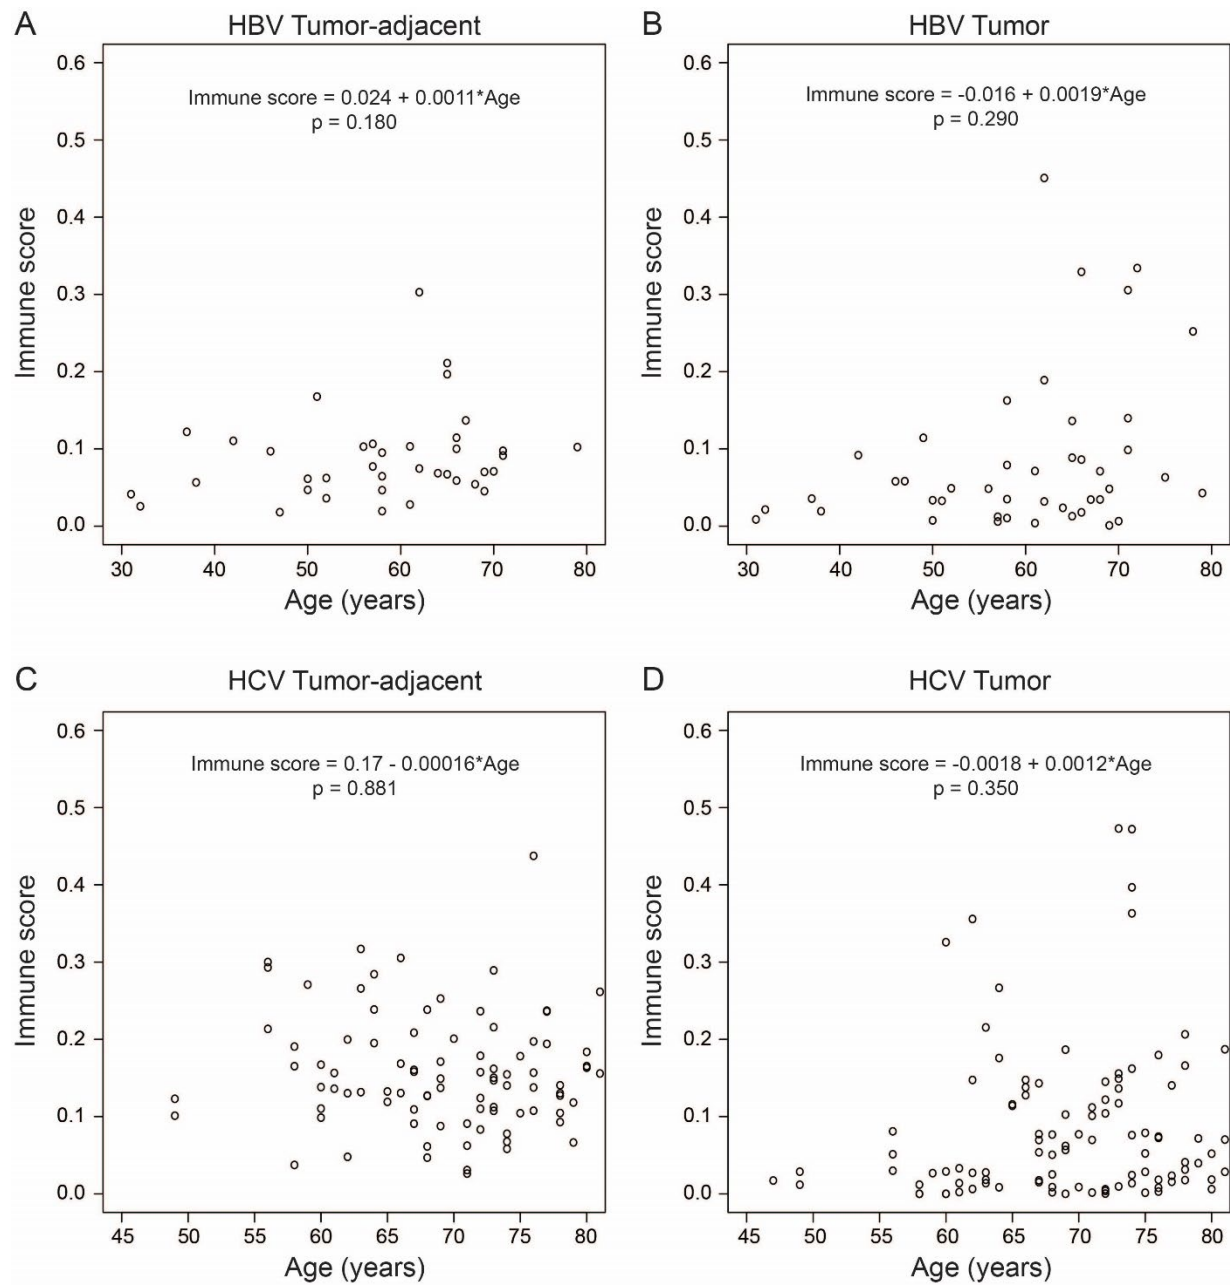 A
HBV Tumor-adjacent
Immune score = 0.024 + 0.0011*Age
p = 0.180
Immune score
0.6
0.5
0.4
0.3
0.2
0.1
0.0
30 40 50 60 70 80
Age (years)
B
HBV Tumor
Immune score = -0.016 + 0.0019*Age
p = 0.290
Immune score
0.6
0.5
0.4
0.3
0.2
0.1
0.0
30 40 50 60 70 80
Age (years)
C
HCV Tumor-adjacent
Immune score = 0.17 - 0.00016*Age
p = 0.881
Immune score
0.6
0.5
0.4
0.3
0.2
0.1
0.0
45 50 55 60 65 70 75 80
Age (years)
D
HCV Tumor
Immune score = -0.0018 + 0.0012*Age
p = 0.350
Immune score
0.6
0.5
0.4
0.3
0.2
0.1
0.0
45 50 55 60 65 70 75 80
Age (years)